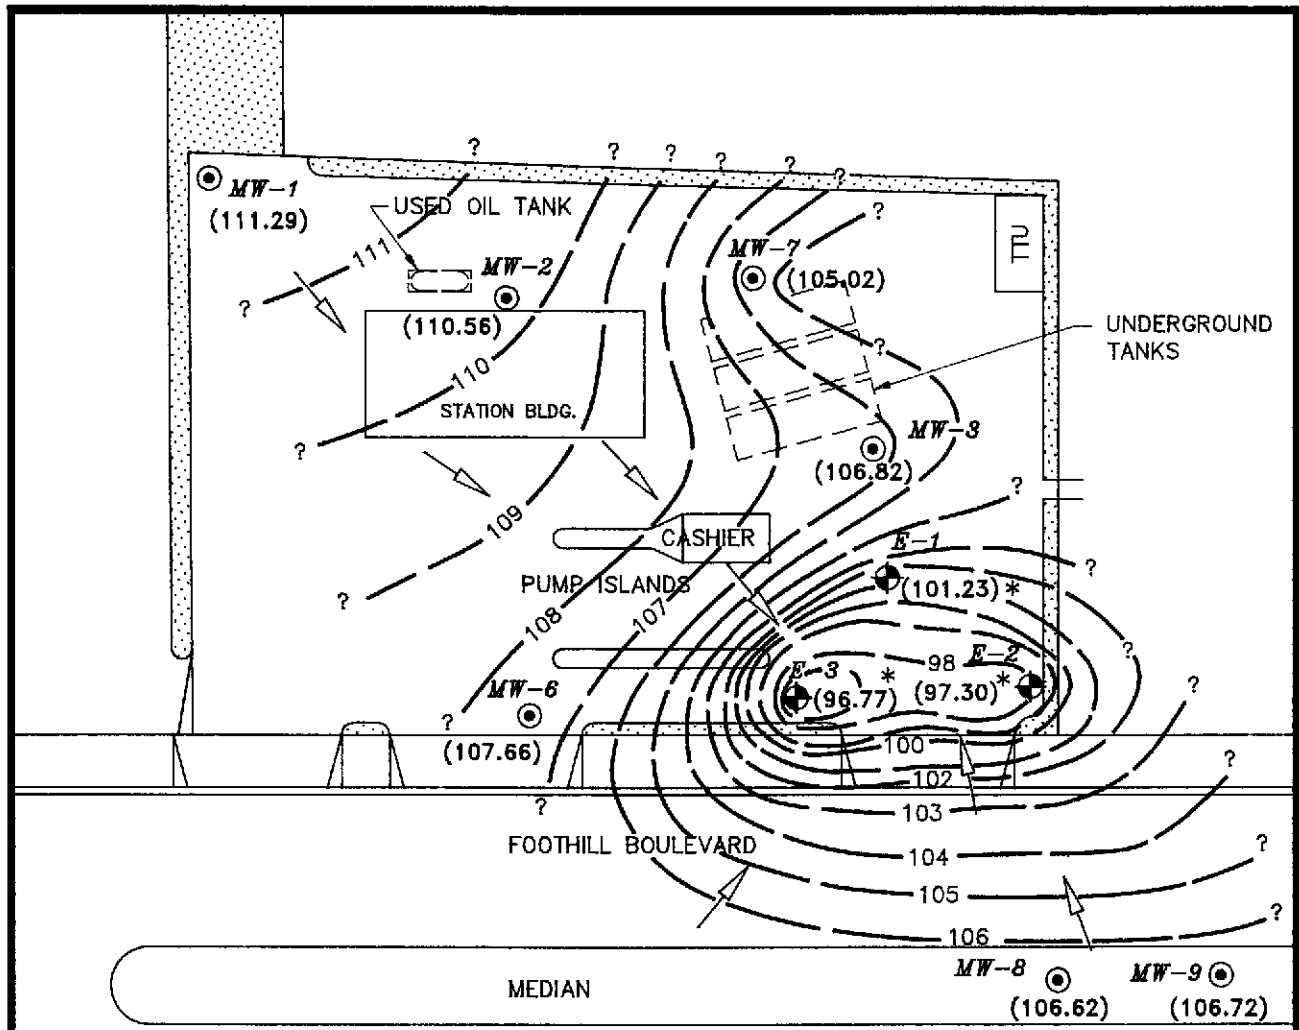 ? ? ? ? ? ?
MW-1
(111.29)
USED OIL TANK
?
111
MW-2
(110.56)
MW-7
(105.02)
?
UNDERGROUND
TANKS
?
110
STATION BLDG.
?
MW-3
(106.82)
?
109
CASHIER
E-1
(101.23)*
?
PUMP ISLANDS
?
108
107
?
98
E-2
E-3
(96.77)*
(97.30)*
?
MW-6
(107.66)
?
100
102
?
?
103
FOOTHILL BOULEVARD
104
?
105
?
106
MEDIAN
MW-8
(106.62)
MW-9
(106.72)